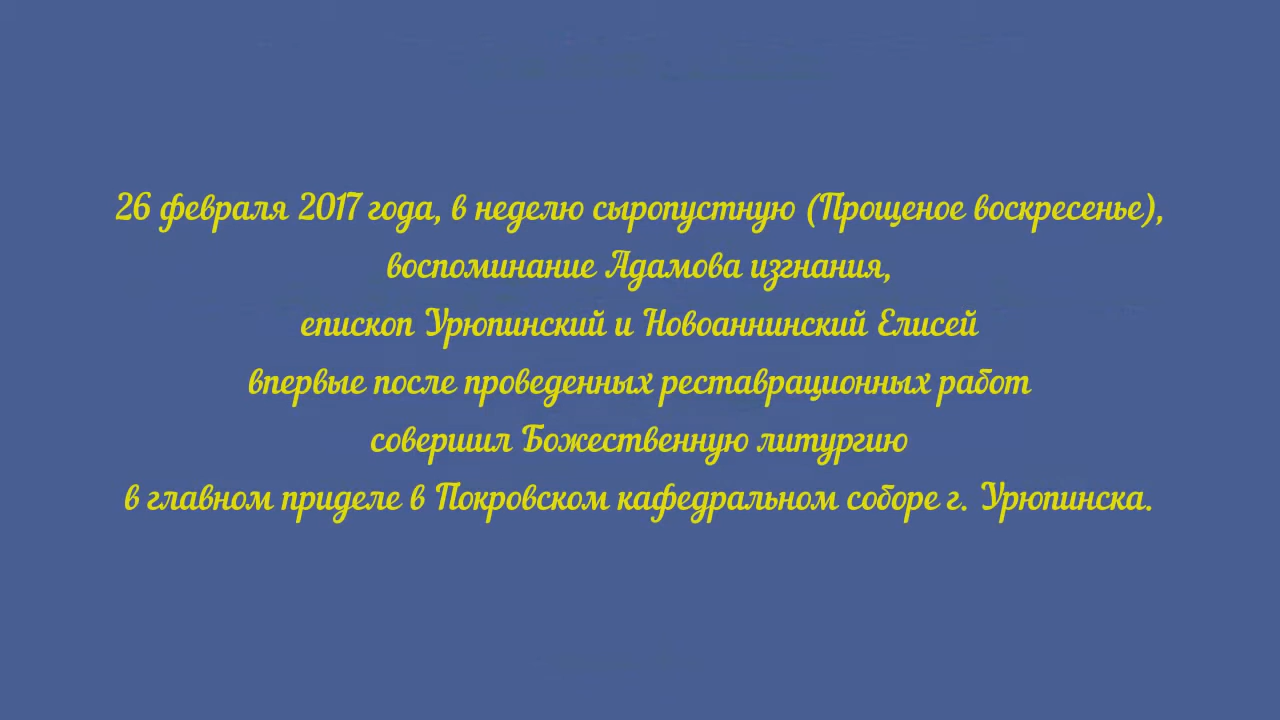 26 февраля 2017 года, в неделю сыропустную (Прощеное воскресенье),
воспоминание Адамова изгнания,
епископ Урюпинский и Новоаннинский Елисей
впервые после проведенных реставрационных работ
совершил Божественную литургию
в главном приделе в Покровском кафедральном соборе г. Урюпинска.